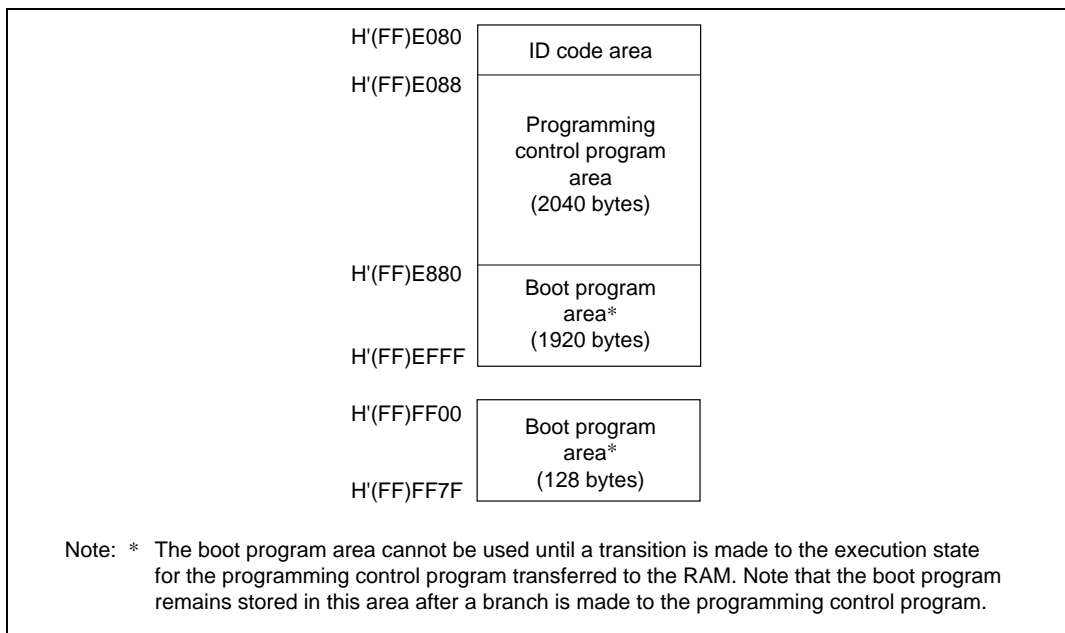 H'(FF)E080
ID code area
H'(FF)E088
Programming
control program
area
(2040 bytes)
H'(FF)E880
Boot program
area*
(1920 bytes)
H'(FF)EFFF
H'(FF)FF00
Boot program
area*
(128 bytes)
H'(FF)FF7F
Note: * The boot program area cannot be used until a transition is made to the execution state
for the programming control program transferred to the RAM. Note that the boot program
remains stored in this area after a branch is made to the programming control program.